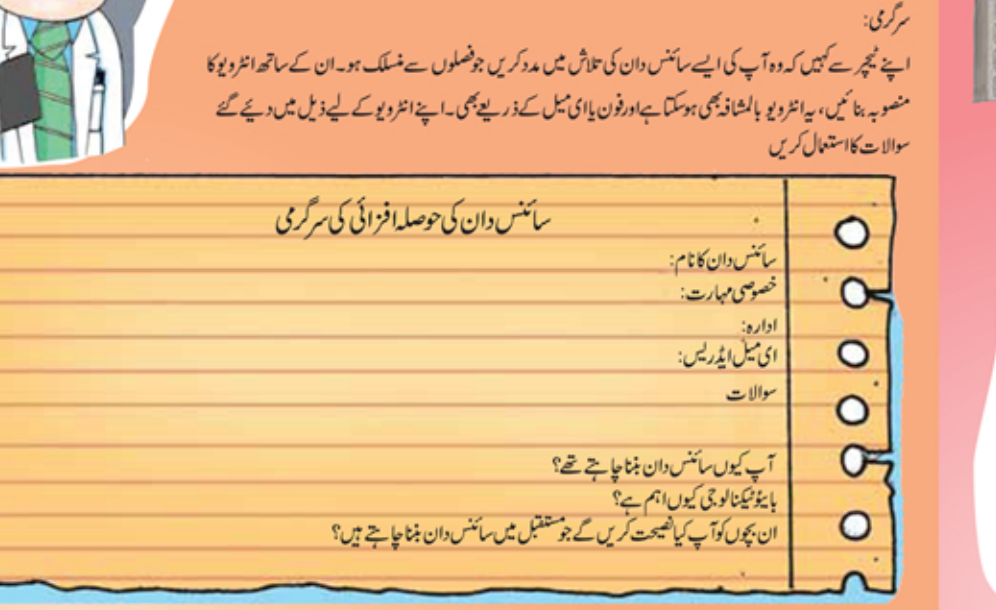 سرگرمی:
اپنے ٹیچر سے کہیں کہ وہ آپ کی ایسے سائنس دان کی تلاش میں مدد کریں جو فصلوں سے منسلک ہو۔ ان کے ساتھ انٹرویو کا
منصوبہ بنائیں، یہ انٹرویو بالمشافہ بھی ہوسکتا ہے اور فون یا ای میل کے ذریعے بھی۔ اپنے انٹرویو کے لیے ذیل میں دیئے گئے
سوالات کا استعمال کریں
سائنس دان کی حوصلہ افزائی کی سرگرمی
سائنس دان کا نام:
خصوصی مہارت:
ادارہ:
ای میل ایڈریس:
سوالات
آپ کیوں سائنس دان بننا چاہتے تھے؟
بایئوٹیکنالوجی کیوں اہم ہے؟
ان بچوں کو آپ کیا نصیحت کریں گے جو مستقبل میں سائنس دان بننا چاہتے ہیں؟